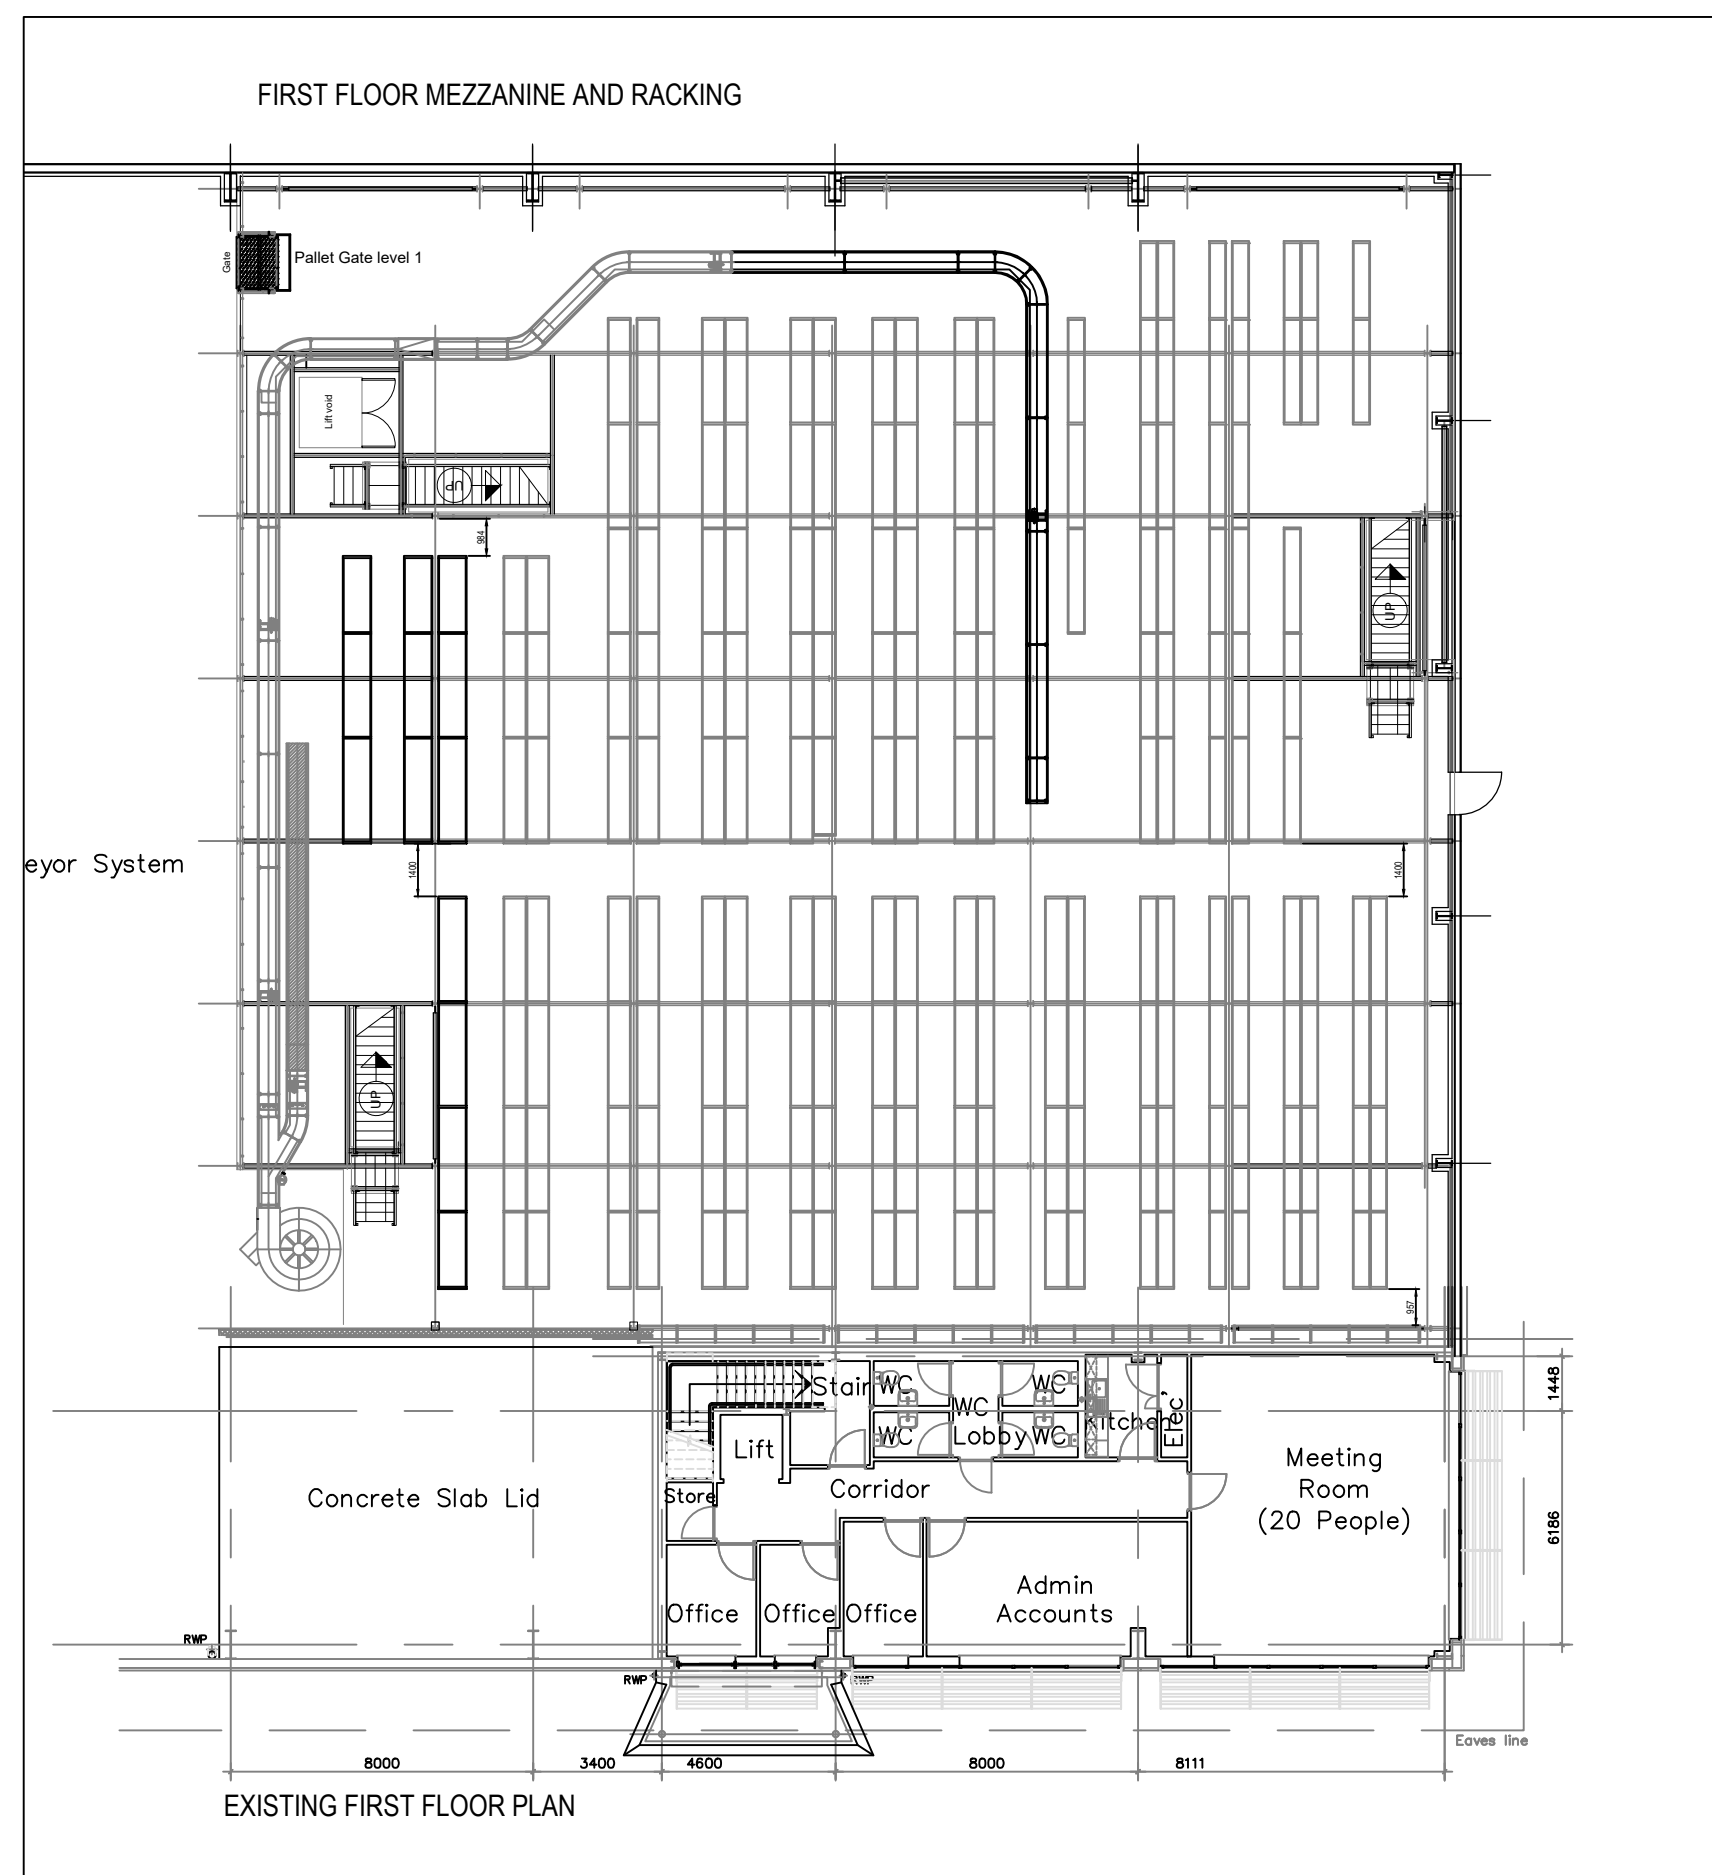 FIRST FLOOR MEZZANINE AND RACKING
Gate
Pallet Gate level 1
Lift void
UP
984
UP
eyor System
1400
1400
UP
957
Stair
WC
WC
WC
Lobby
WC
WC
Kitchen
Elec'
1448
Lift
Meeting
Room
(20 People)
Store
Corridor
Concrete Slab Lid
6186
Admin
Accounts
Office
Office
Office
RWP
RWP
RWP
Eaves line
8000
3400
4600
8000
8111
EXISTING FIRST FLOOR PLAN